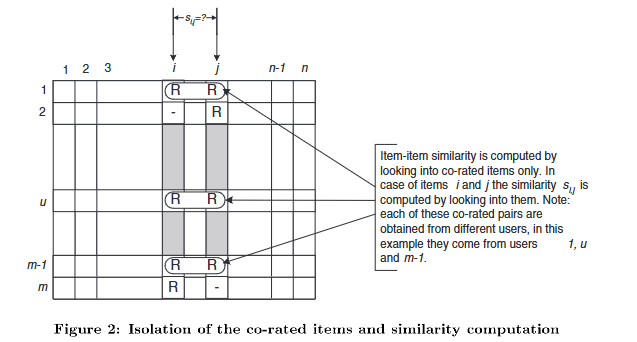 s_{i,j}=?
1 2 3 i j n-1 n
1 R R
2 - R
u R R
m-1 R R
m R -
Item-item similarity is computed by
looking into co-rated items only. In
case of items i and j the similarity s_{i,j} is
computed by looking into them. Note:
each of these co-rated pairs are
obtained from different users, in this
example they come from users 1, u
and m-1.
Figure 2: Isolation of the co-rated items and similarity computation